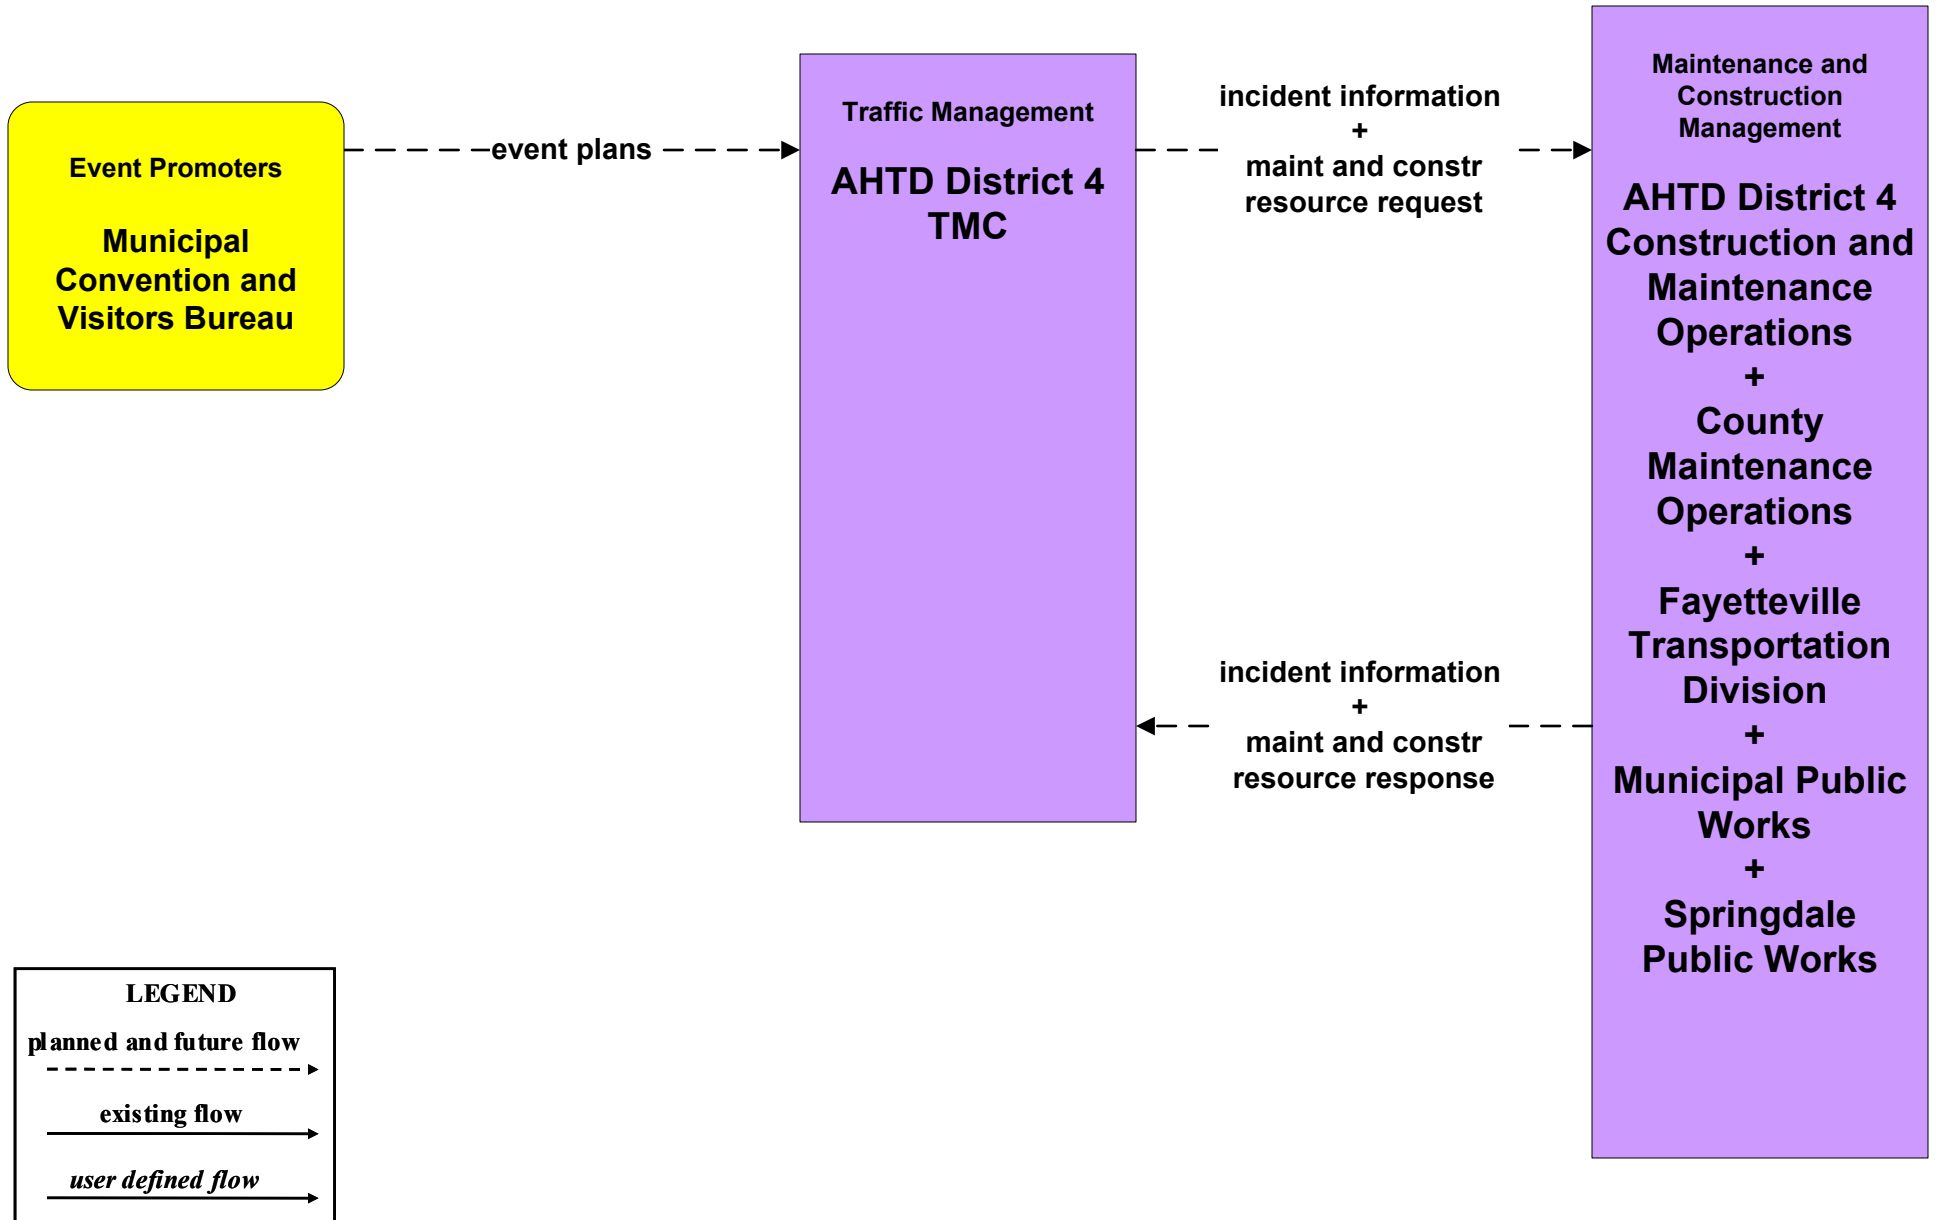 Event Promoters
Municipal
Convention and
Visitors Bureau
event plans
Traffic Management
AHTD District 4
TMC
incident information
+
maint and constr
resource request
incident information
+
maint and constr
resource response
Maintenance and
Construction
Management
AHTD District 4
Construction and
Maintenance
Operations
+
County
Maintenance
Operations
+
Fayetteville
Transportation
Division
+
Municipal Public
Works
+
Springdale
Public Works
LEGEND
planned and future flow
existing flow
user defined flow